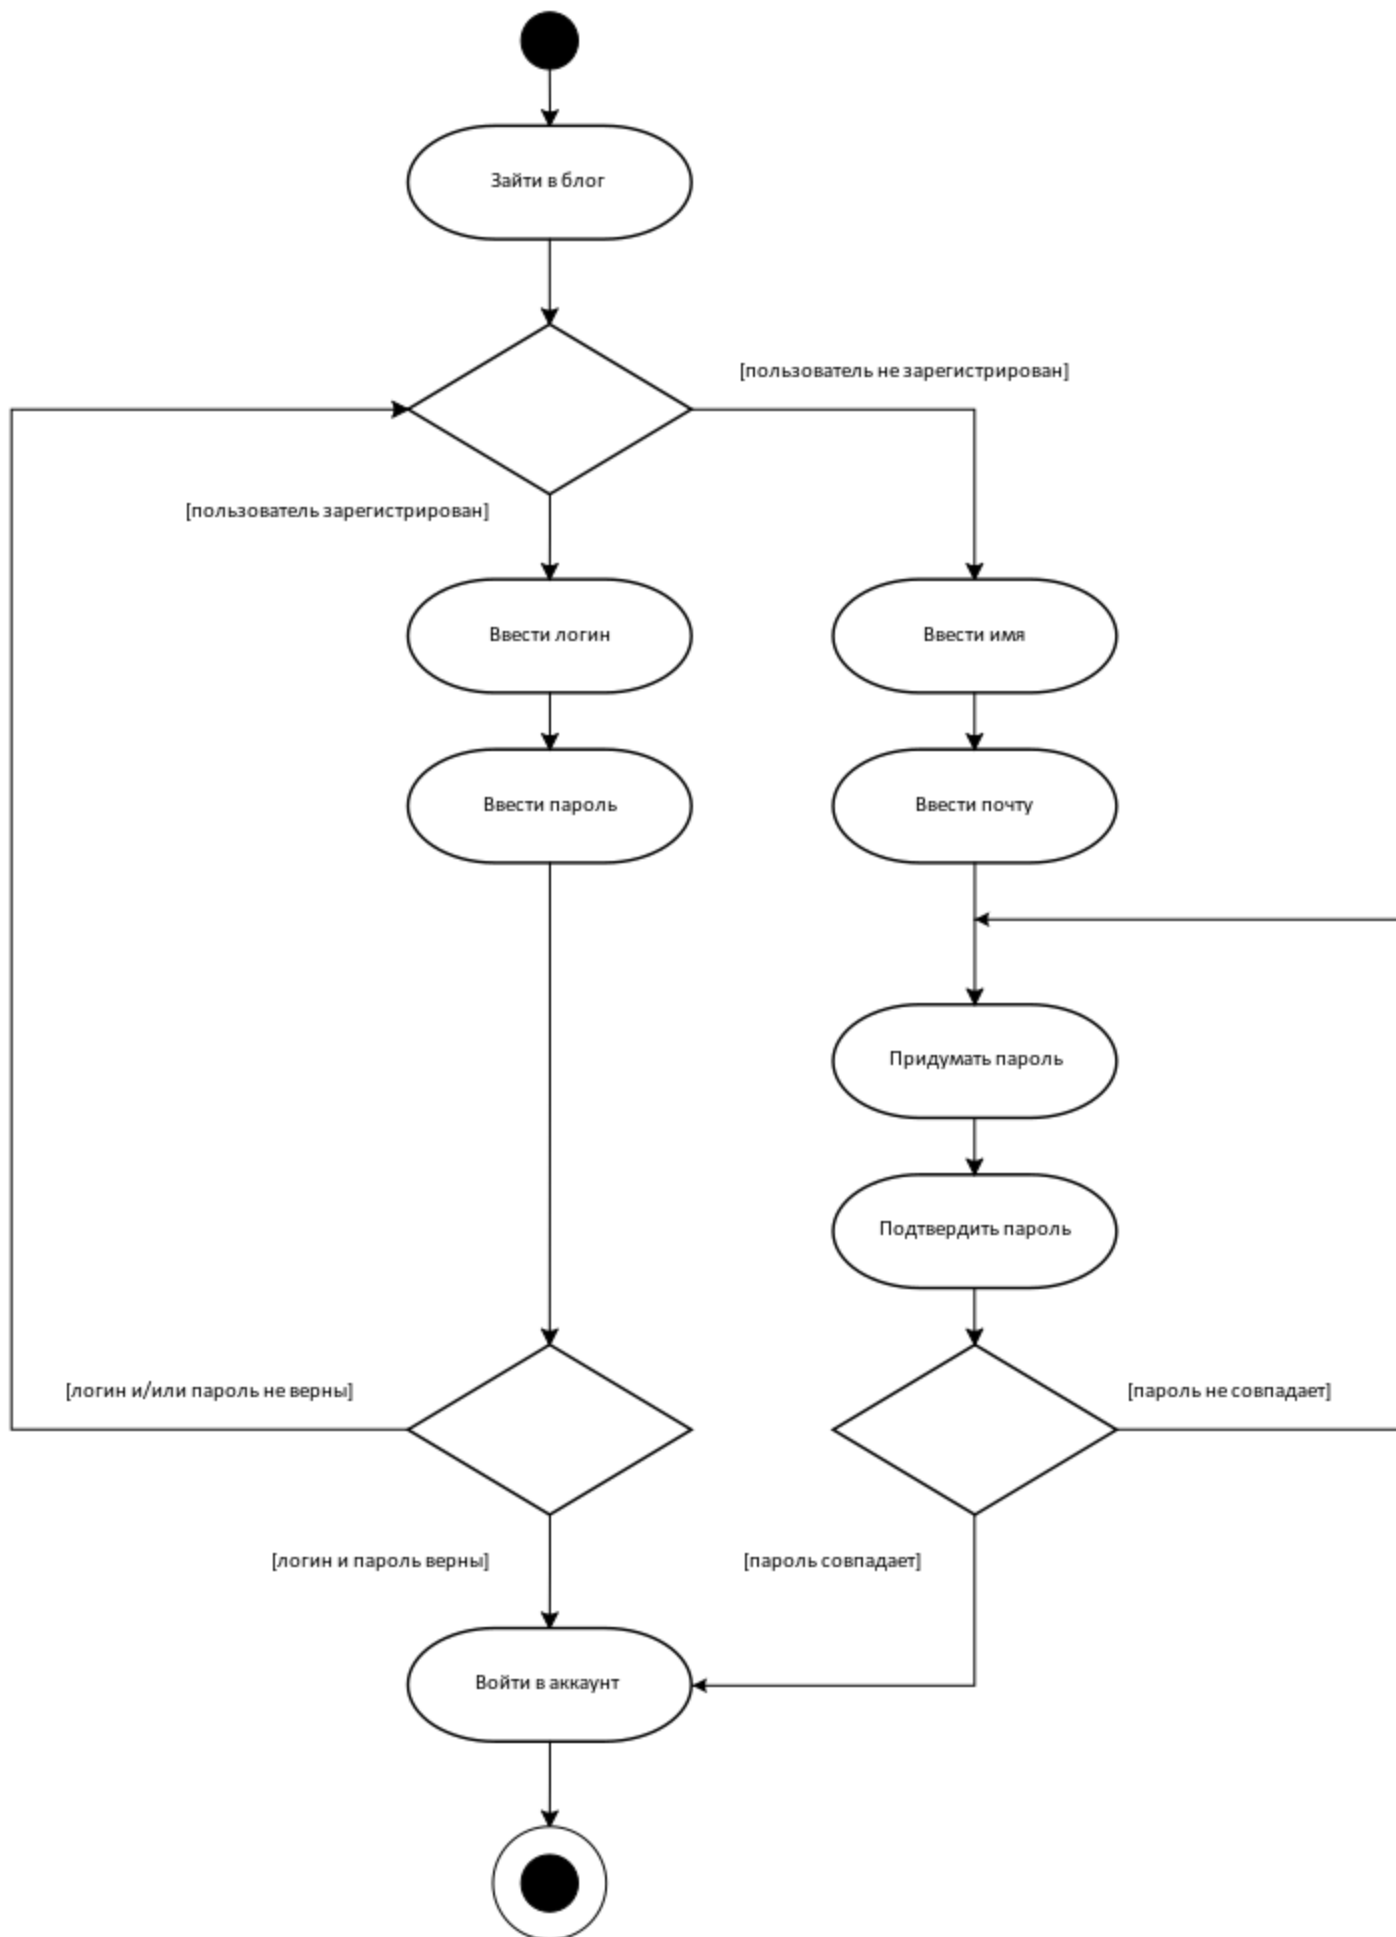 Зайти в блог
[пользователь не зарегистрирован]
[пользователь зарегистрирован]
Ввести логин
Ввести имя
Ввести пароль
Ввести почту
Придумать пароль
Подтвердить пароль
[логин и/или пароль не верны]
[пароль не совпадает]
[логин и пароль верны]
[пароль совпадает]
Войти в аккаунт